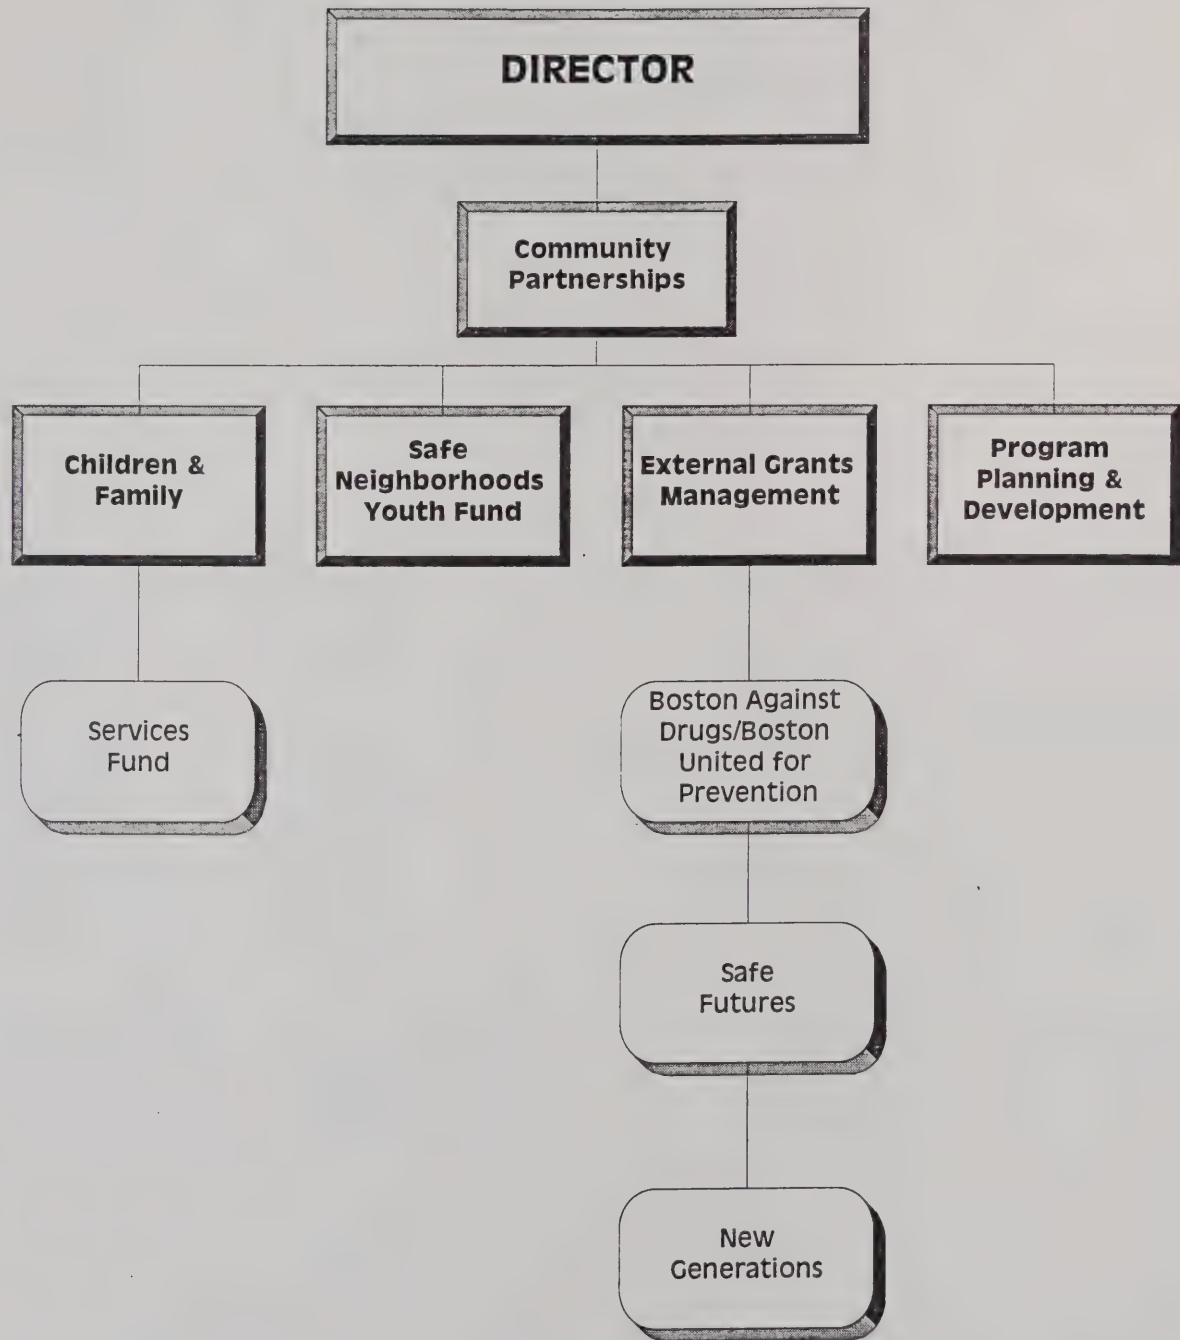 DIRECTOR
Community
Partnerships
Children &
Family
Safe
Neighborhoods
Youth Fund
External Grants
Management
Program
Planning &
Development
Services
Fund
Boston Against
Drugs/Boston
United for
Prevention
Safe
Futures
New
Generations